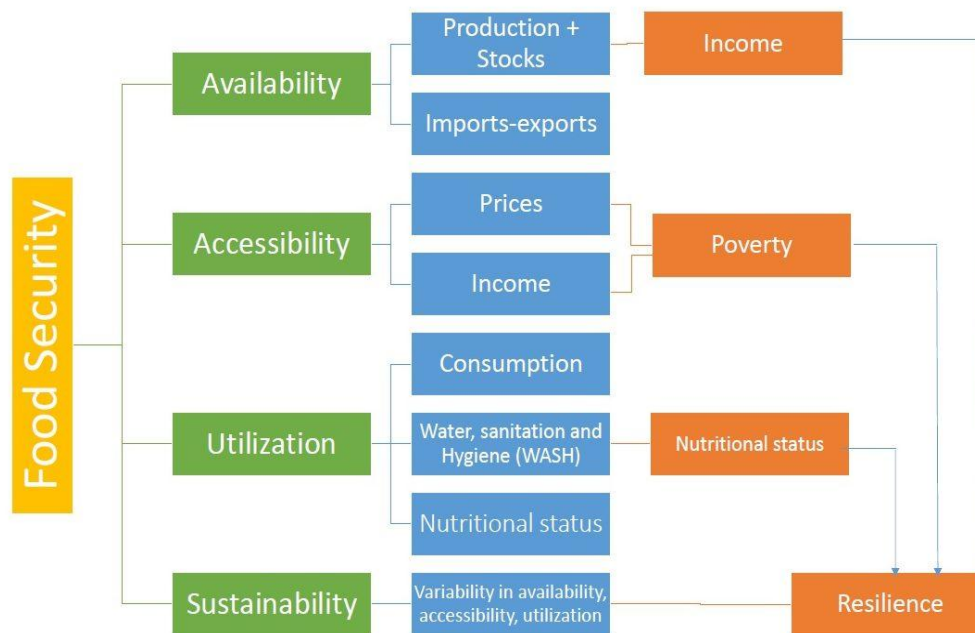 Food Security
Availability
Production +
Stocks
Income
Imports-exports
Accessibility
Prices
Income
Poverty
Utilization
Consumption
Water, sanitation and
Hygiene (WASH)
Nutritional status
Nutritional status
Sustainability
Variability in availability,
accessibility, utilization
Resilience